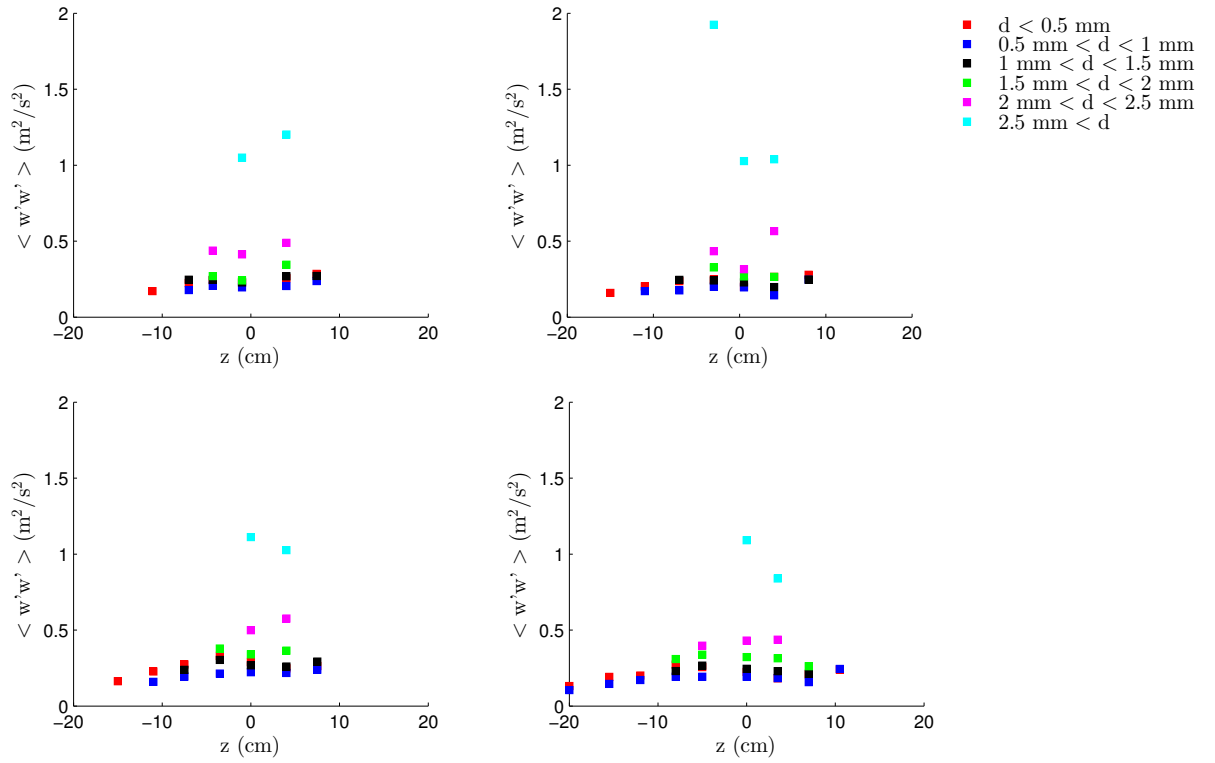 2
1.5
1
0.5
0
−20 −10 0 10 20
z (cm)
< w'w' > (m²/s²)
2
1.5
1
0.5
0
−20 −10 0 10 20
z (cm)
< w'w' > (m²/s²)
d < 0.5 mm
0.5 mm < d < 1 mm
1 mm < d < 1.5 mm
1.5 mm < d < 2 mm
2 mm < d < 2.5 mm
2.5 mm < d
2
1.5
1
0.5
0
−20 −10 0 10 20
z (cm)
< w'w' > (m²/s²)
2
1.5
1
0.5
0
−20 −10 0 10 20
z (cm)
< w'w' > (m²/s²)